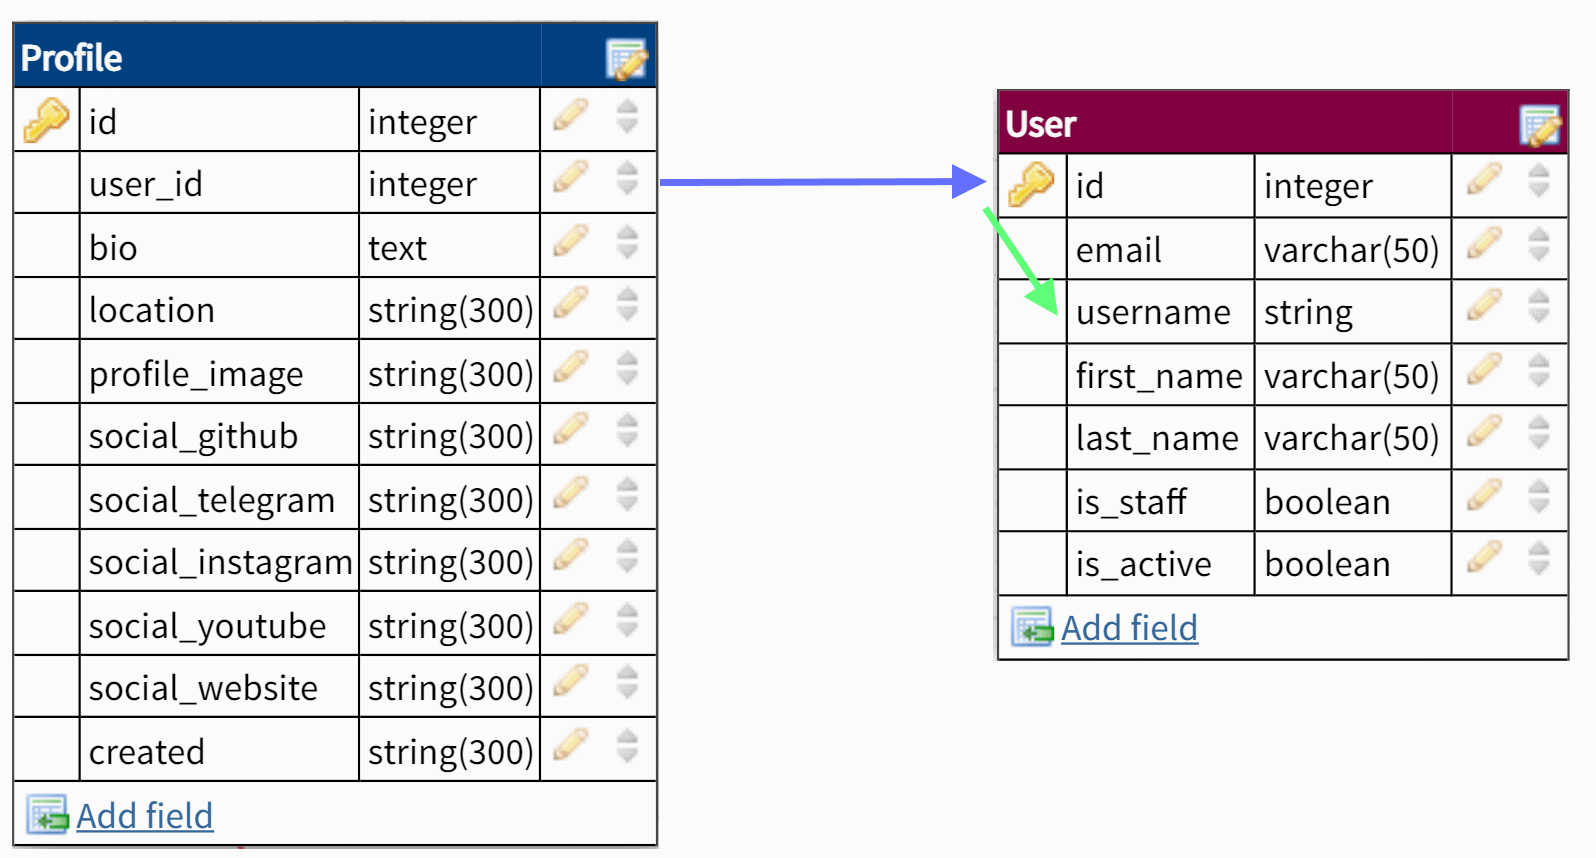 Profile
id integer
user_id integer
bio text
location string(300)
profile_image string(300)
social_github string(300)
social_telegram string(300)
social_instagram string(300)
social_youtube string(300)
social_website string(300)
created string(300)
Add field
User
id integer
email varchar(50)
username string
first_name varchar(50)
last_name varchar(50)
is_staff boolean
is_active boolean
Add field